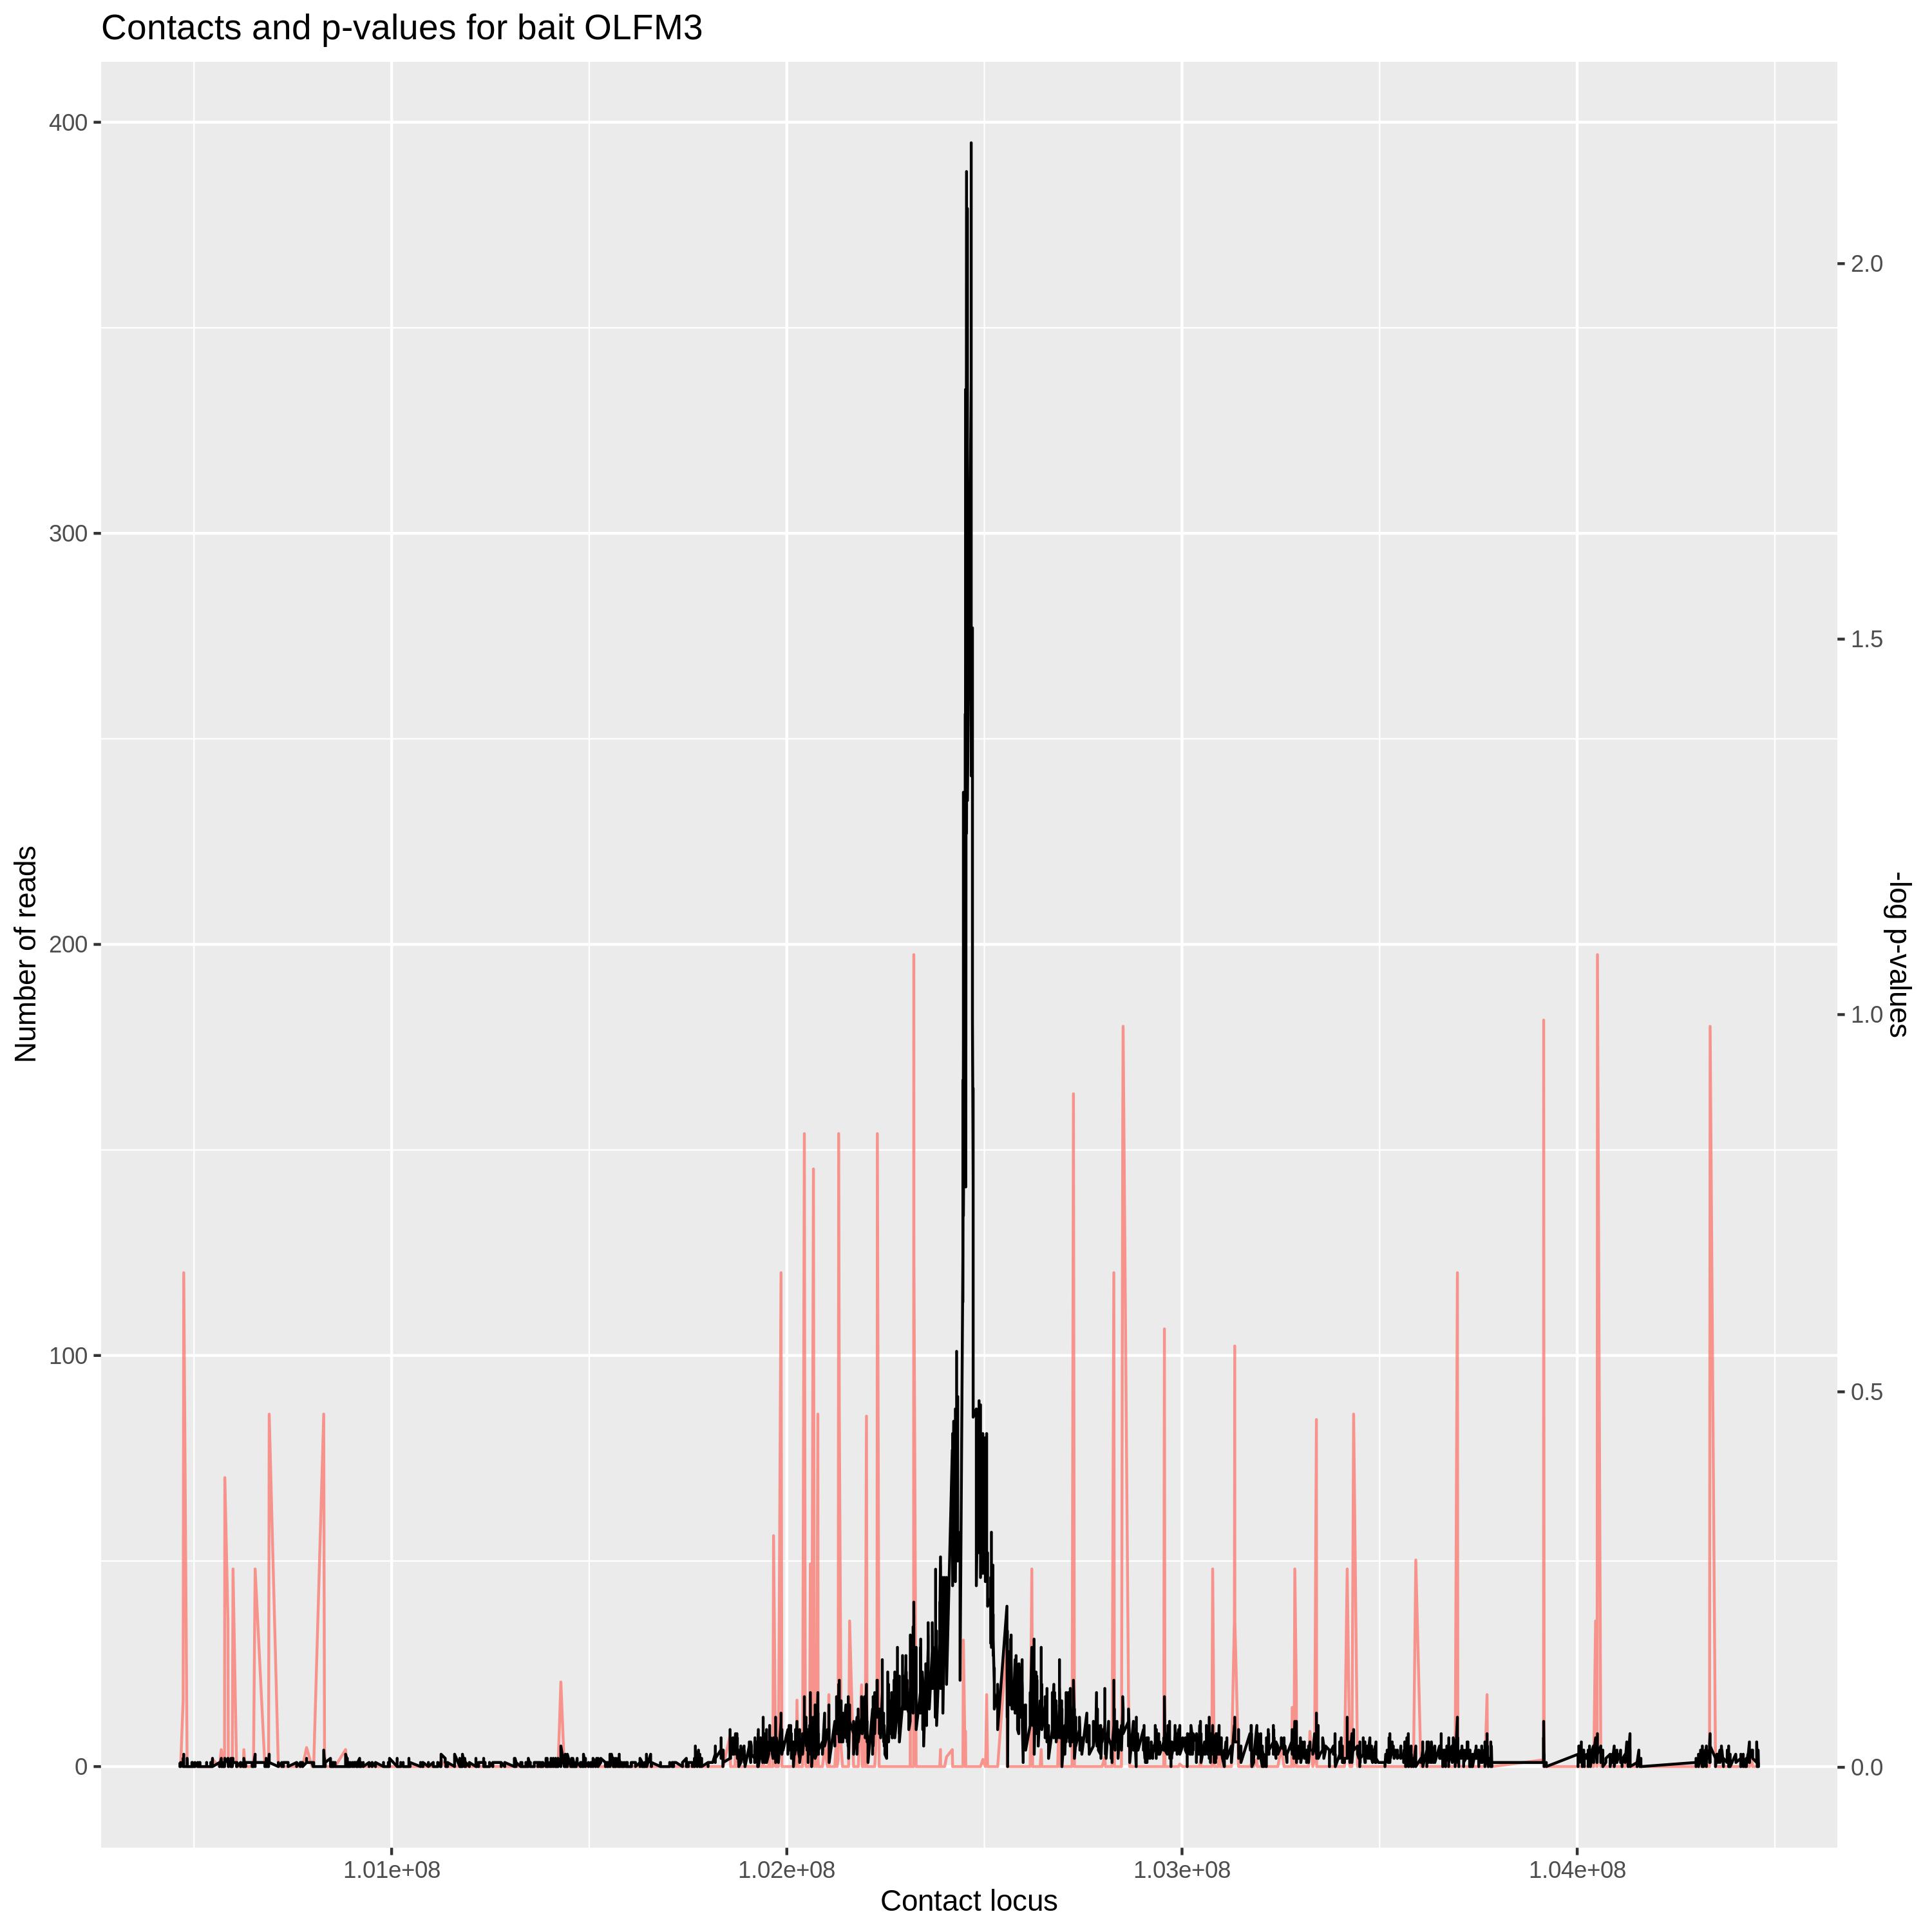 Contacts and p-values for bait OLFM3
400
300
200
100
0
Number of reads
2.0
1.5
1.0
0.5
0.0
-log p-values
1.01e+08
1.02e+08
1.03e+08
1.04e+08
Contact locus